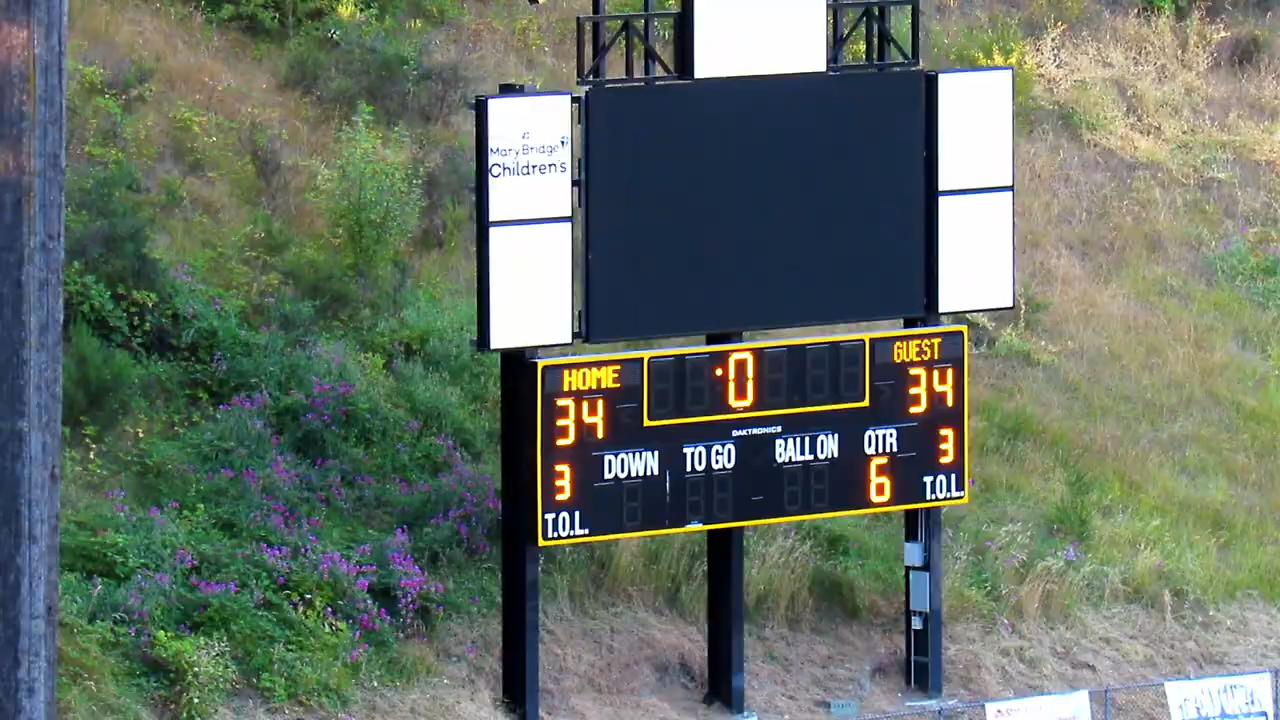 Mary Bridge
Children's
HOME
:0
GUEST
34
34
DAKTRONICS
DOWN
TO GO
BALL ON
QTR
3
3
6
T.O.L.
T.O.L.